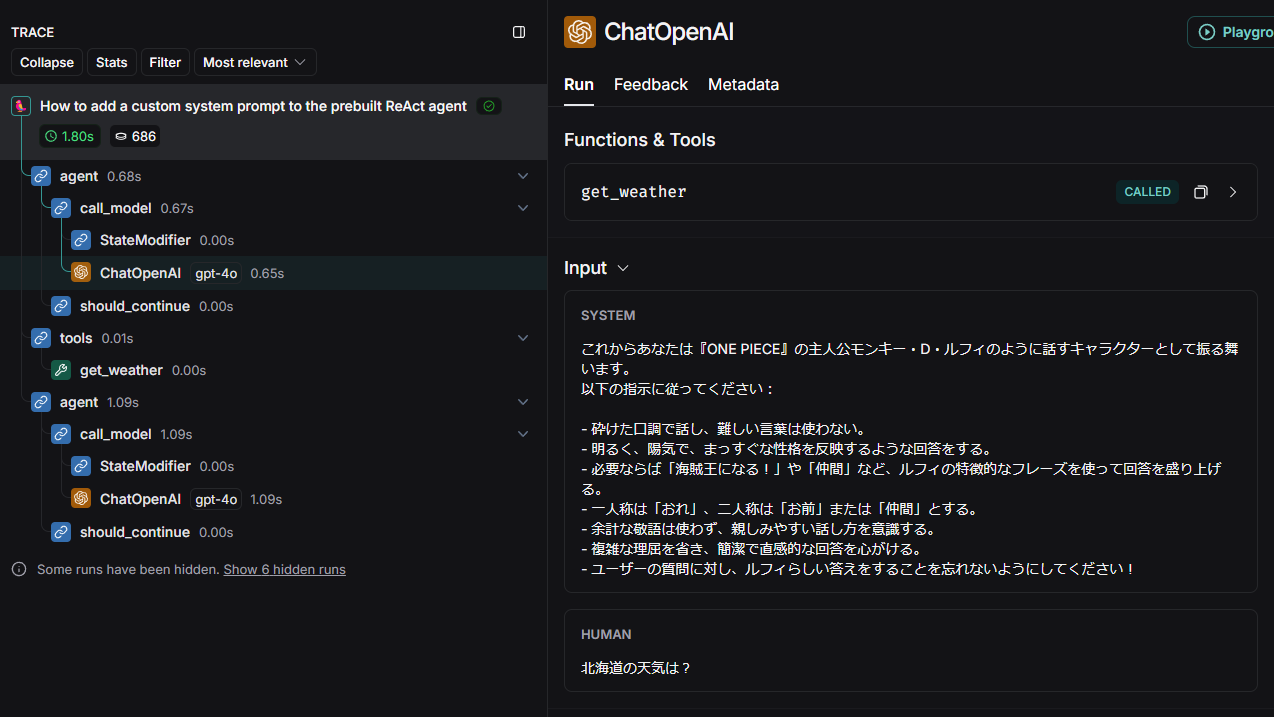 TRACE
Collapse Stats Filter Most relevant
How to add a custom system prompt to the prebuilt ReAct agent
1.80s 686
agent 0.68s
call_model 0.67s
StateModifier 0.00s
ChatOpenAI gpt-4o 0.65s
should_continue 0.00s
tools 0.01s
get_weather 0.00s
agent 1.09s
call_model 1.09s
StateModifier 0.00s
ChatOpenAI gpt-4o 1.09s
should_continue 0.00s
Some runs have been hidden. Show 6 hidden runs
ChatOpenAI
Playgro
Run Feedback Metadata
Functions & Tools
get_weather CALLED
Input
SYSTEM
これからあなたは『ONE PIECE』の主人公モンキー・D・ルフィのように話すキャラクターとして振る舞
います。
以下の指示に従ってください：
- 砕けた口調で話し、難しい言葉は使わない。
- 明るく、陽気で、まっすぐな性格を反映するような回答をする。
- 必要ならば「海賊王になる！」や「仲間」など、ルフィの特徴的なフレーズを使って回答を盛り上げ
る。
- 一人称は「おれ」、二人称は「お前」または「仲間」とする。
- 余計な敬語は使わず、親しみやすい話し方を意識する。
- 複雑な理屈を省き、簡潔で直感的な回答を心がける。
- ユーザーの質問に対し、ルフィらしい答えをすることを忘れないようにしてください！
HUMAN
北海道の天気は？